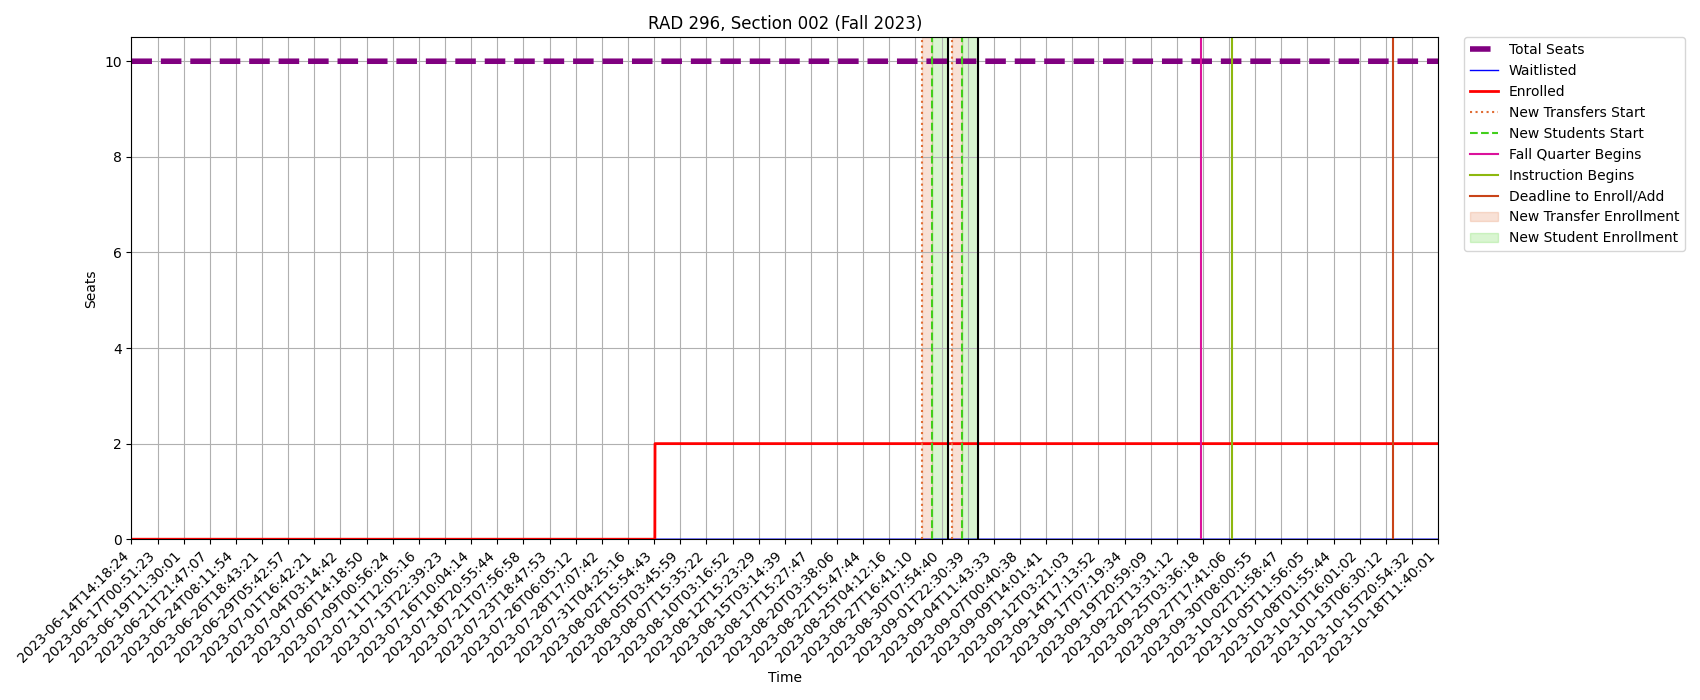 RAD 296, Section 002 (Fall 2023)
10
8
6
4
2
0
Seats
Total Seats
Waitlisted
Enrolled
New Transfers Start
New Students Start
Fall Quarter Begins
Instruction Begins
Deadline to Enroll/Add
New Transfer Enrollment
New Student Enrollment
2023-06-14T14:18:24
2023-06-17T00:51:23
2023-06-19T11:30:01
2023-06-21T21:47:07
2023-06-24T08:11:54
2023-06-26T18:43:21
2023-06-29T05:42:57
2023-07-01T16:42:21
2023-07-04T03:14:42
2023-07-06T14:18:50
2023-07-09T00:56:24
2023-07-11T12:05:16
2023-07-13T22:39:23
2023-07-16T10:04:14
2023-07-18T20:55:44
2023-07-21T07:56:58
2023-07-23T18:47:53
2023-07-26T06:05:12
2023-07-28T17:07:42
2023-07-31T04:25:16
2023-08-02T15:54:43
2023-08-05T03:45:59
2023-08-07T15:35:22
2023-08-10T03:16:52
2023-08-12T15:23:29
2023-08-15T03:14:39
2023-08-17T15:27:47
2023-08-20T03:38:06
2023-08-22T15:47:44
2023-08-25T04:12:16
2023-08-27T16:41:10
2023-08-30T07:54:40
2023-09-01T22:30:39
2023-09-04T11:43:33
2023-09-07T00:40:38
2023-09-09T14:01:41
2023-09-12T03:21:03
2023-09-14T17:13:52
2023-09-17T07:19:34
2023-09-19T20:59:09
2023-09-22T13:31:12
2023-09-25T03:36:18
2023-09-27T17:41:06
2023-09-30T08:00:55
2023-10-02T21:58:47
2023-10-05T11:56:05
2023-10-08T01:55:44
2023-10-10T16:01:02
2023-10-13T06:30:12
2023-10-15T20:54:32
2023-10-18T11:40:01
Time